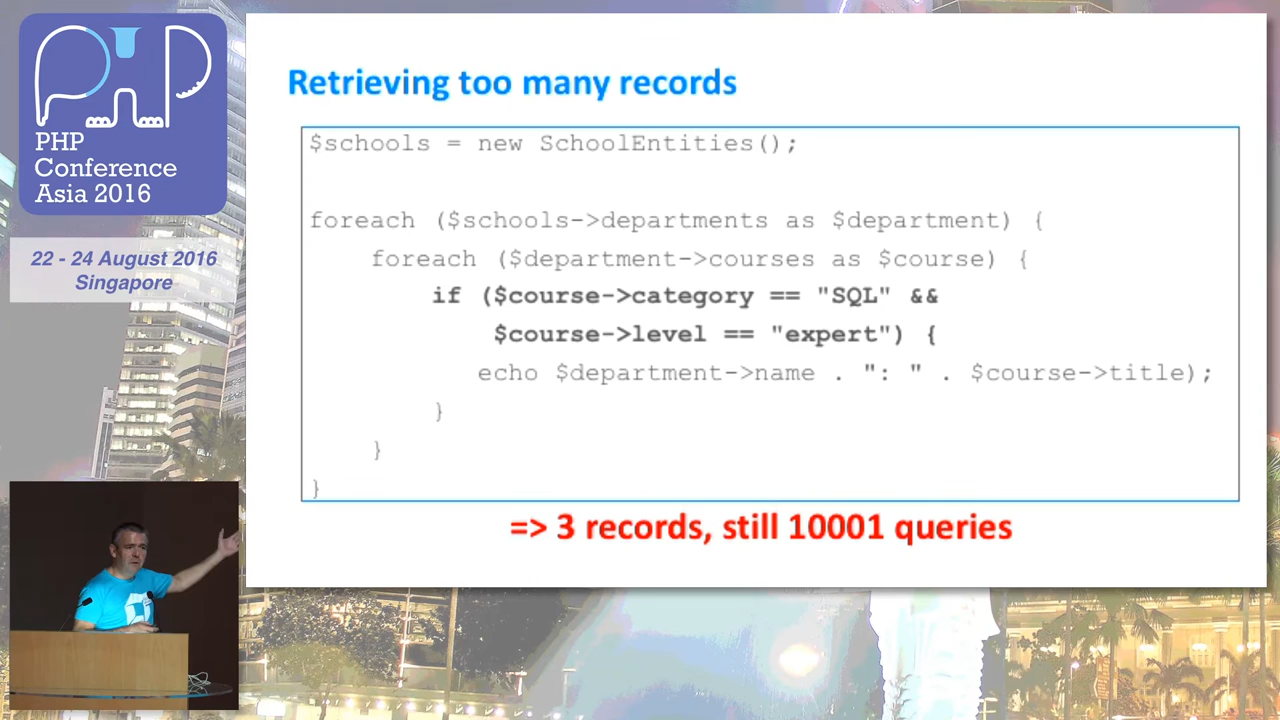 PHP
PHP
Conference
Asia 2016
22 - 24 August 2016
Singapore
Retrieving too many records
$schools = new SchoolEntities();
foreach ($schools->departments as $department) {
    foreach ($department->courses as $course) {
        if ($course->category == "SQL" &&
            $course->level == "expert") {
           echo $department->name . ": " . $course->title);
        }
    }
}
=> 3 records, still 10001 queries